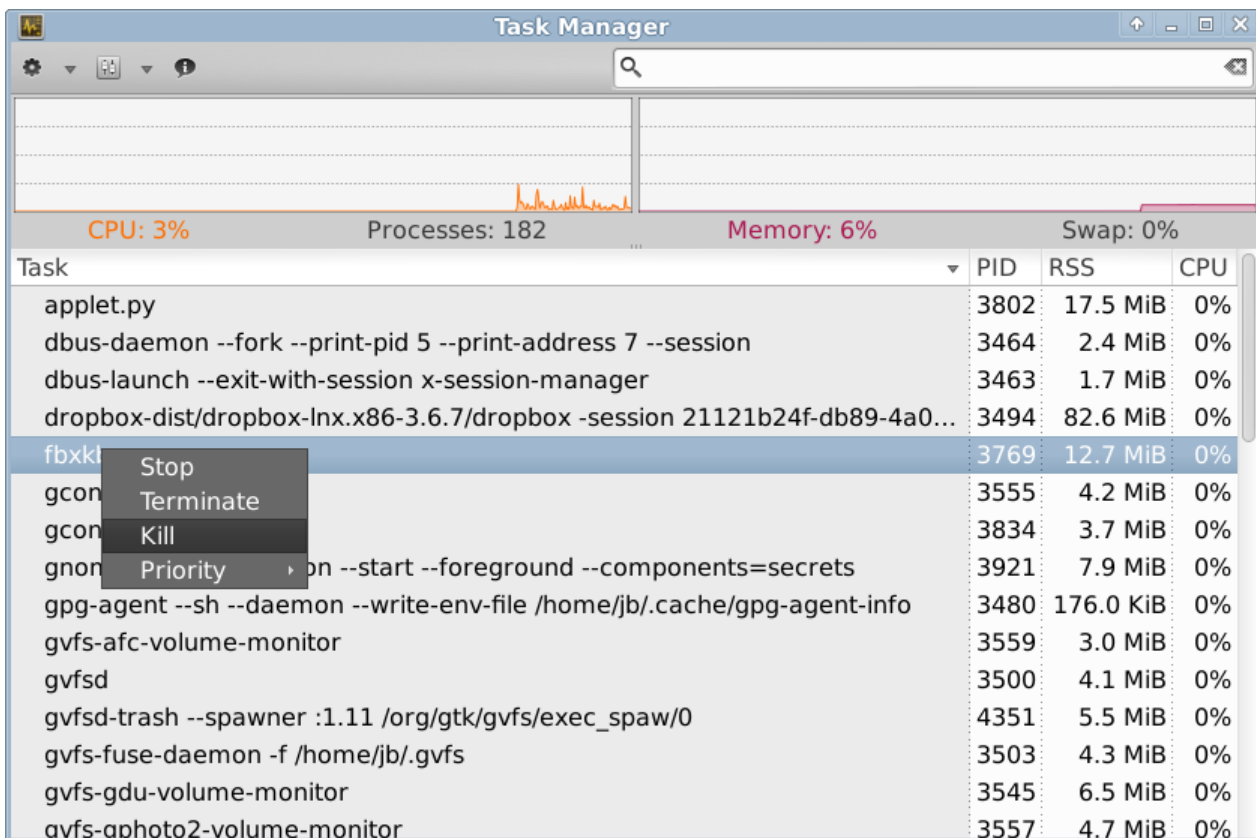 Task Manager
CPU: 3% Processes: 182 Memory: 6% Swap: 0%
Task PID RSS CPU
applet.py 3802 17.5 MiB 0%
dbus-daemon --fork --print-pid 5 --print-address 7 --session 3464 2.4 MiB 0%
dbus-launch --exit-with-session x-session-manager 3463 1.7 MiB 0%
dropbox-dist/dropbox-lnx.x86-3.6.7/dropbox -session 21121b24f-db89-4a0... 3494 82.6 MiB 0%
3769 12.7 MiB 0%
Stop
Terminate
Kill
Priority
gcon 3555 4.2 MiB 0%
gcon 3834 3.7 MiB 0%
gnon on --start --foreground --components=secrets 3921 7.9 MiB 0%
gpg-agent --sh --daemon --write-env-file /home/jb/.cache/gpg-agent-info 3480 176.0 KiB 0%
gvfs-afc-volume-monitor 3559 3.0 MiB 0%
gvfsd 3500 4.1 MiB 0%
gvfsd-trash --spawner :1.11 /org/gtk/gvfs/exec_spaw/0 4351 5.5 MiB 0%
gvfs-fuse-daemon -f /home/jb/.gvfs 3503 4.3 MiB 0%
gvfs-gdu-volume-monitor 3545 6.5 MiB 0%
gvfs-gphoto2-volume-monitor 3557 4.7 MiB 0%